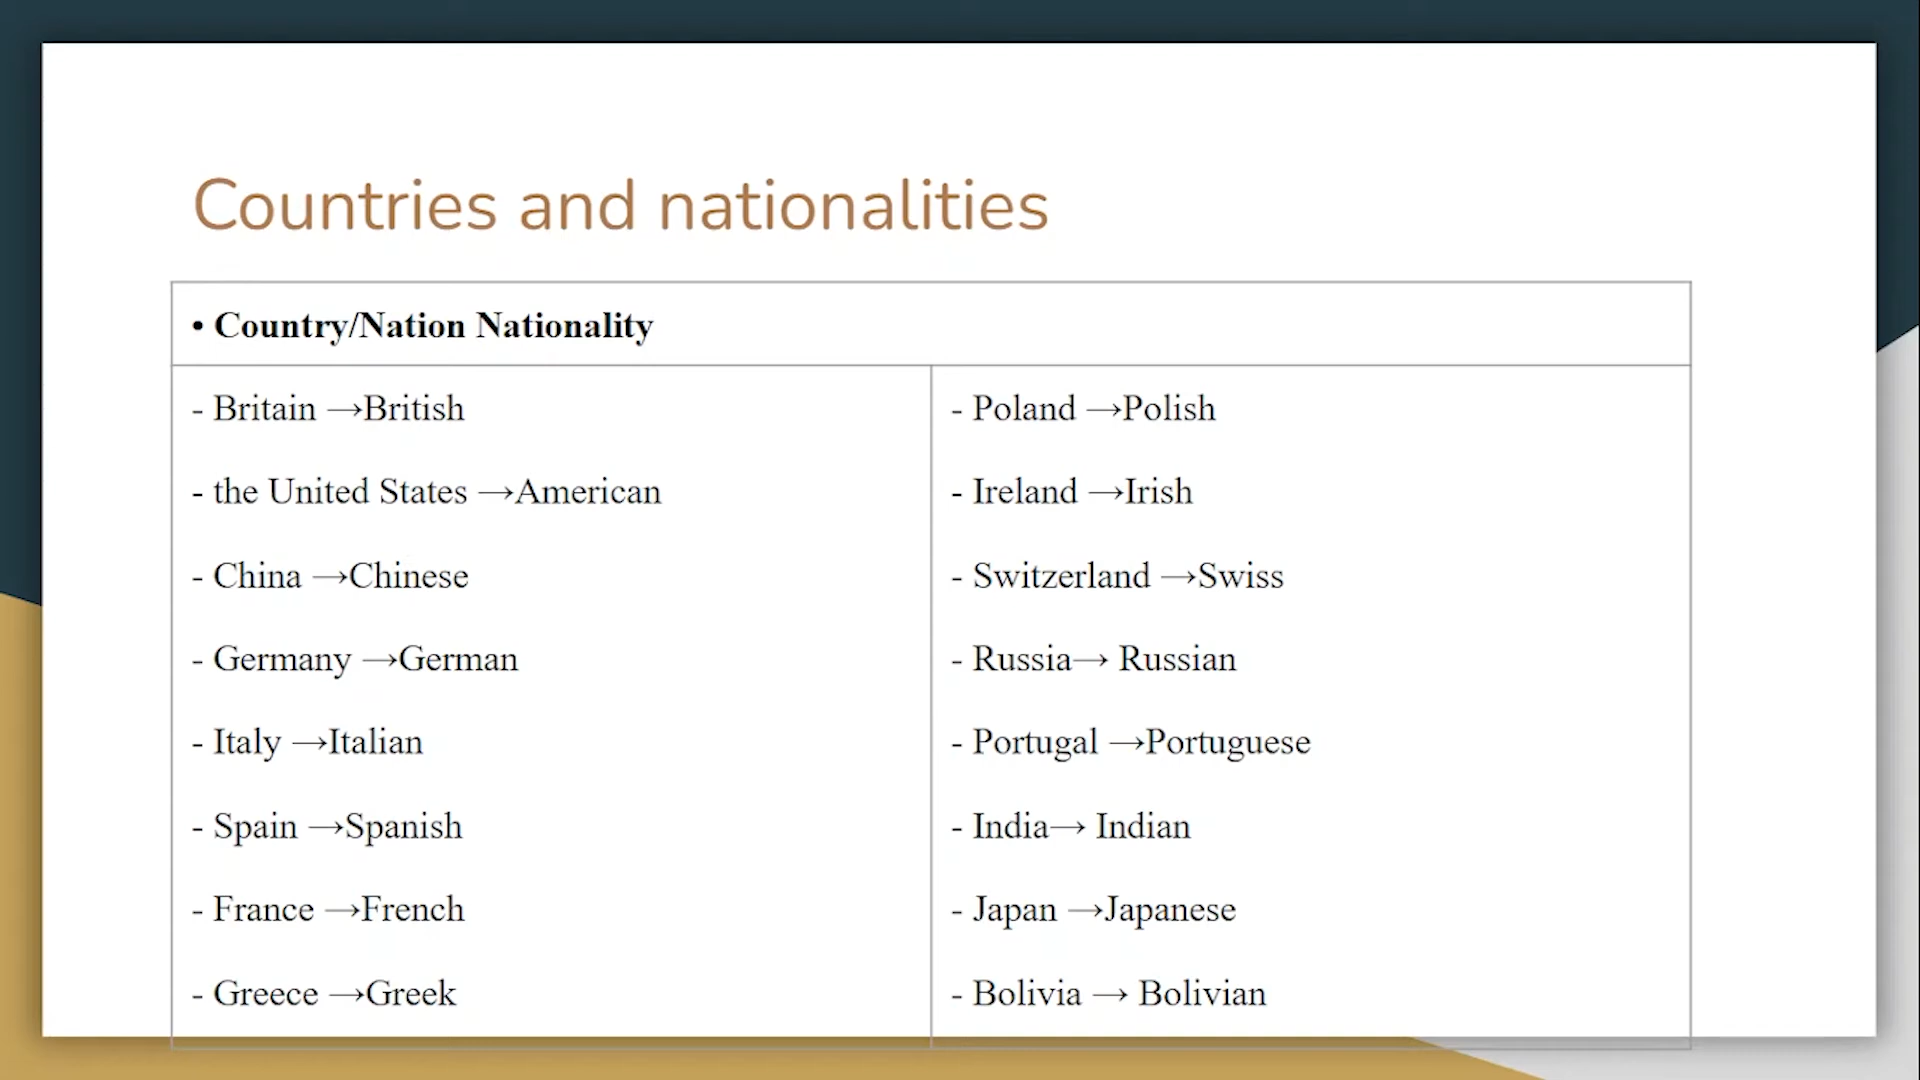 Countries and nationalities
• Country/Nation Nationality
- Britain →British
- the United States →American
- China →Chinese
- Germany →German
- Italy →Italian
- Spain →Spanish
- France →French
- Greece →Greek
- Poland →Polish
- Ireland →Irish
- Switzerland →Swiss
- Russia→ Russian
- Portugal →Portuguese
- India→ Indian
- Japan →Japanese
- Bolivia → Bolivian